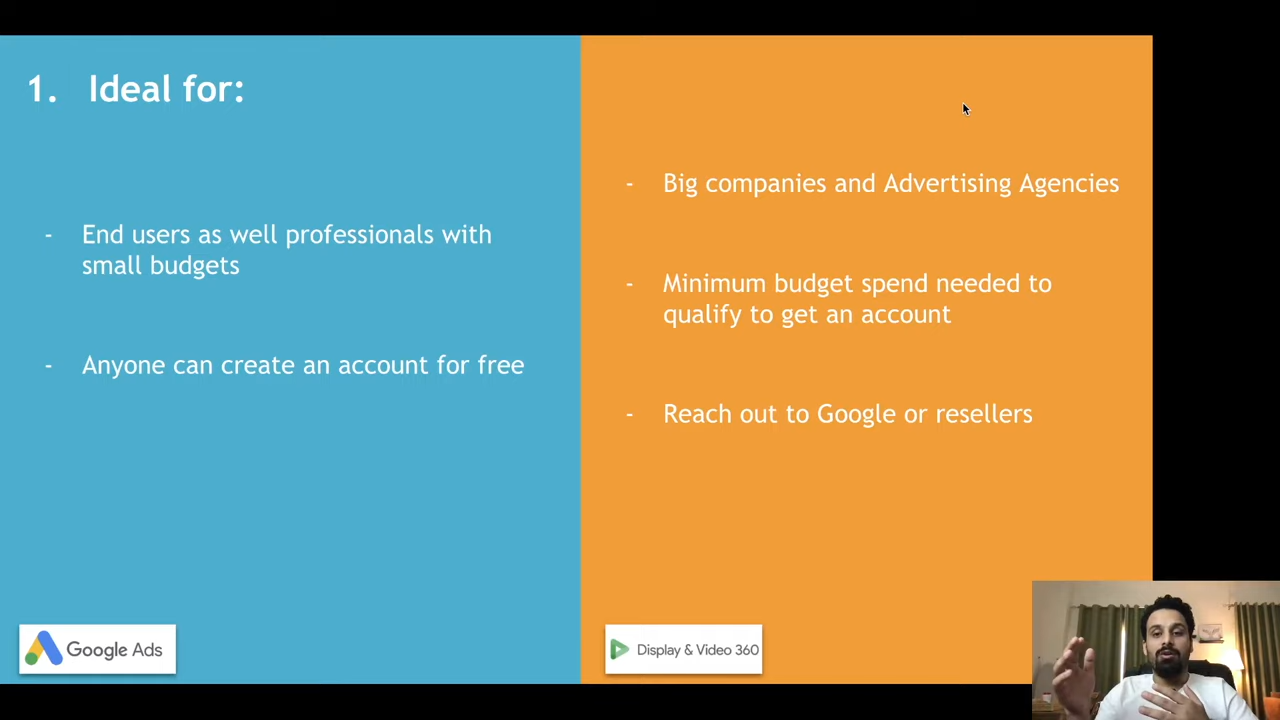 1. Ideal for:
- End users as well professionals with
small budgets
- Anyone can create an account for free
Google Ads
- Big companies and Advertising Agencies
- Minimum budget spend needed to
qualify to get an account
- Reach out to Google or resellers
Display & Video 360